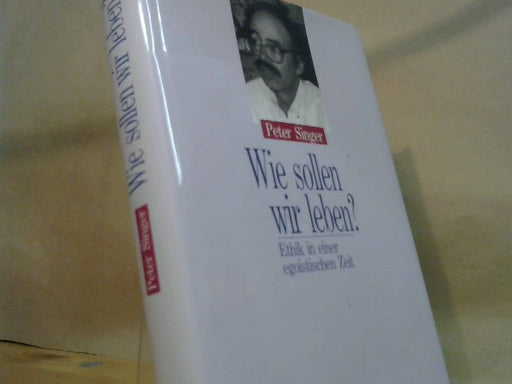 Peter Singer
Wie sollen
wir leben?
Ethik in einer
egoistischen Zeit
Wie sollen wir leben?
Peter Singer